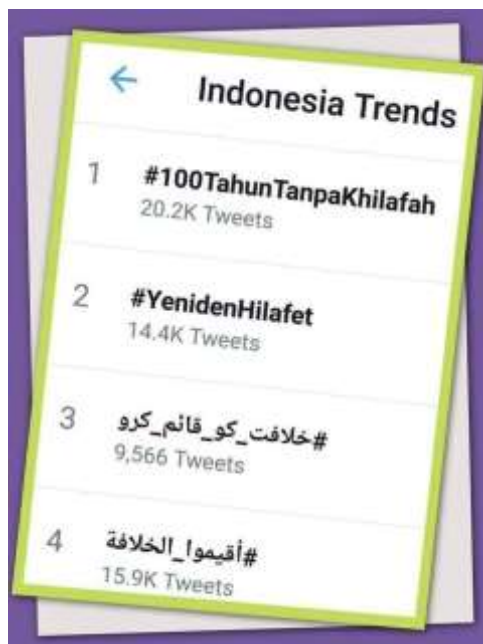 Indonesia Trends
1
#100TahunTanpaKhilafah
20.2K Tweets
2
#YenidenHilafet
14.4K Tweets
3
#خلافت_کو_قائم_کرو
9,566 Tweets
4
#أقيموا_الخلافة
15.9K Tweets